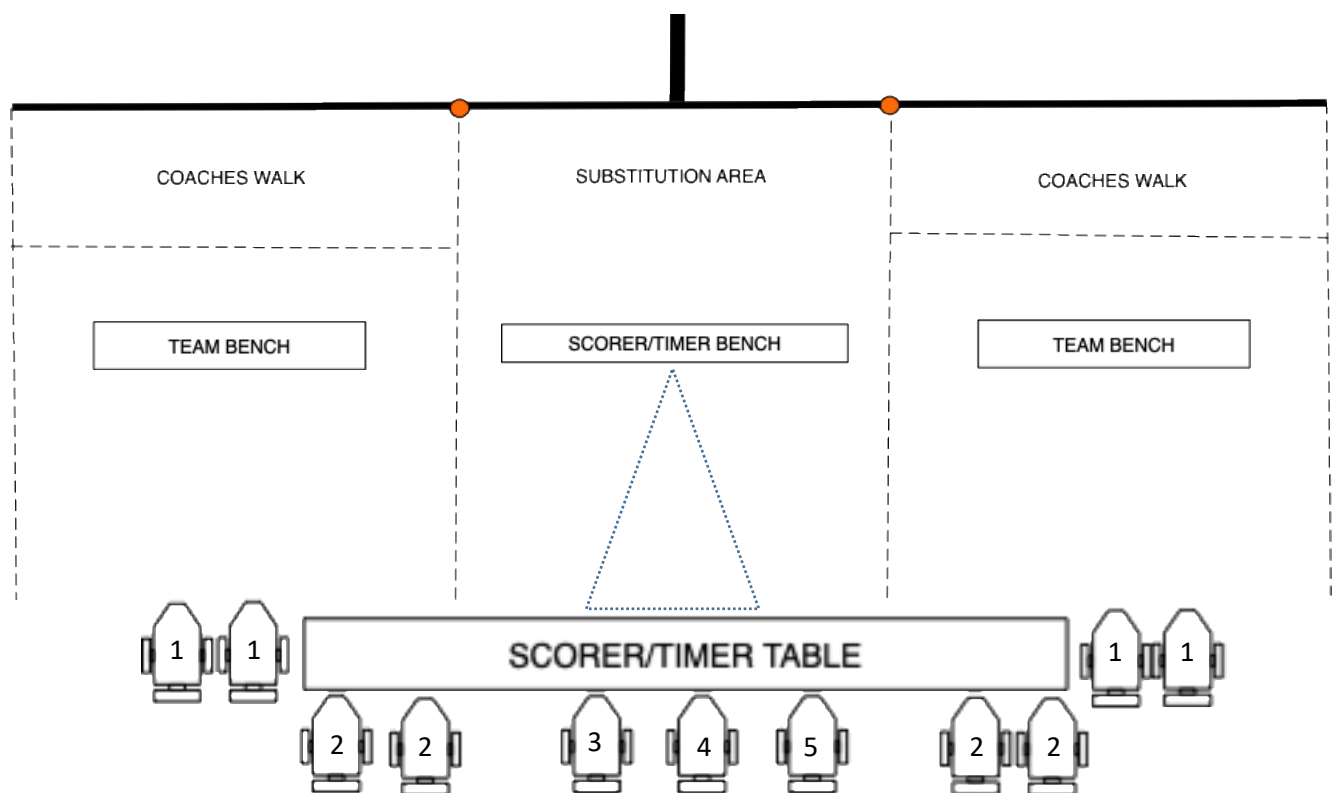 COACHES WALK
SUBSTITUTION AREA
COACHES WALK
TEAM BENCH
SCORER/TIMER BENCH
TEAM BENCH
1 1
SCORER/TIMER TABLE
1 1
2 2 3 4 5 2 2